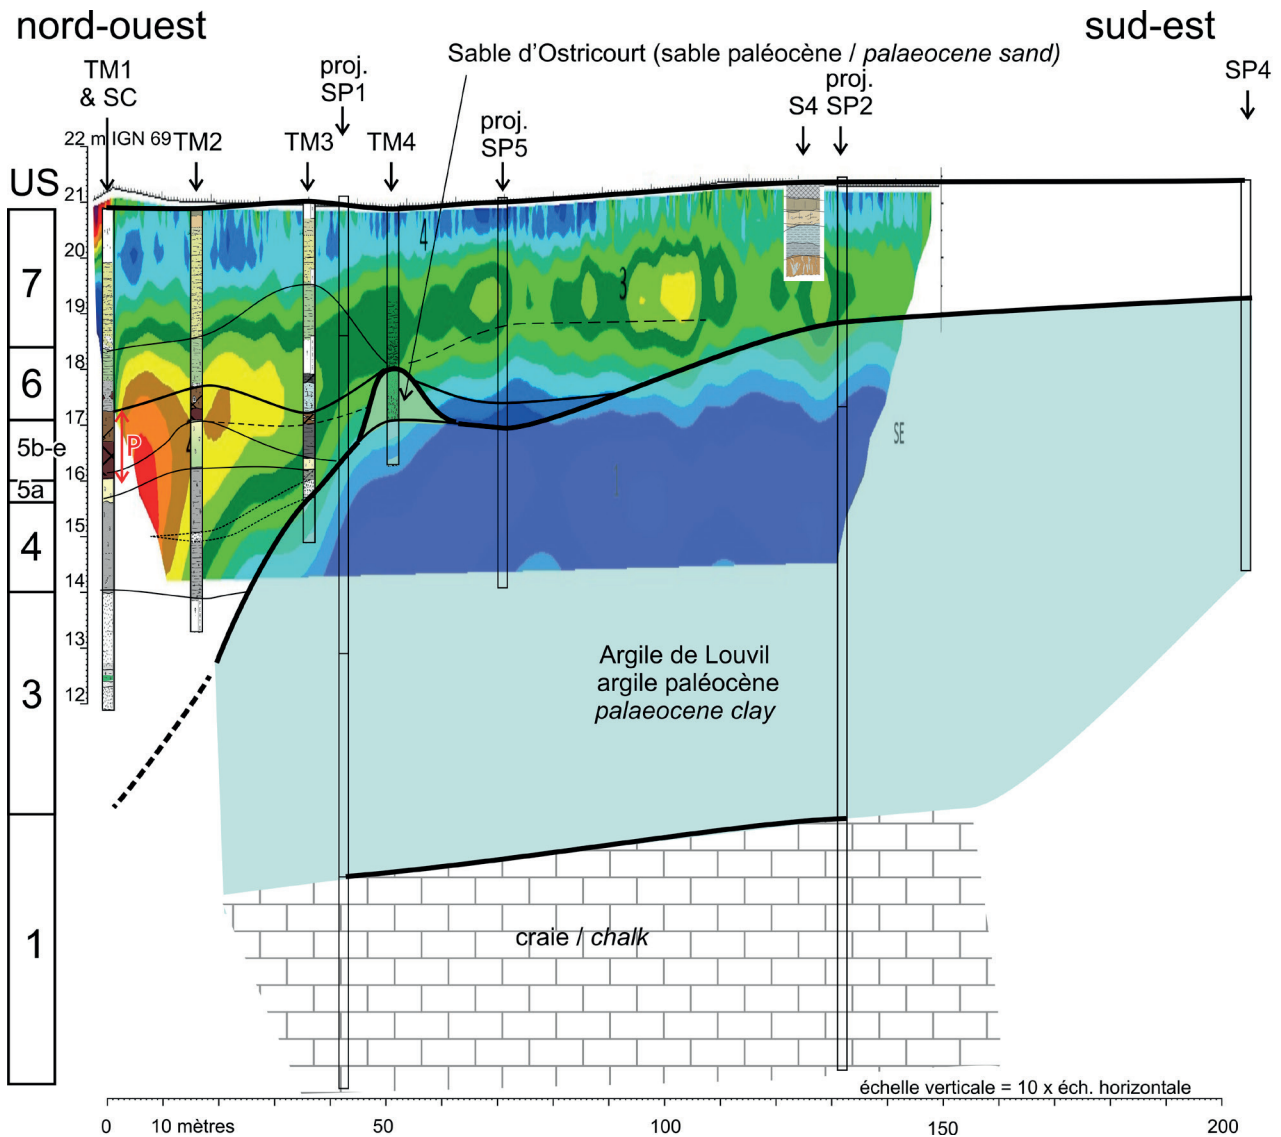 nord-ouest
sud-est
Sable d'Ostricourt (sable paléocène / palaeocene sand)
TM1
& SC
proj.
SP1
proj.
SP2
SP4
S4
22 m IGN 69
TM2
TM3
TM4
proj.
SP5
US
21
20
19
18
17
16
15
14
13
12
7
6
5b-e
5a
4
3
1
4
3
P
4
1
SE
Argile de Louvil
argile paléocène
palaeocene clay
craie / chalk
échelle verticale = 10 x éch. horizontale
0
10 mètres
50
100
150
200